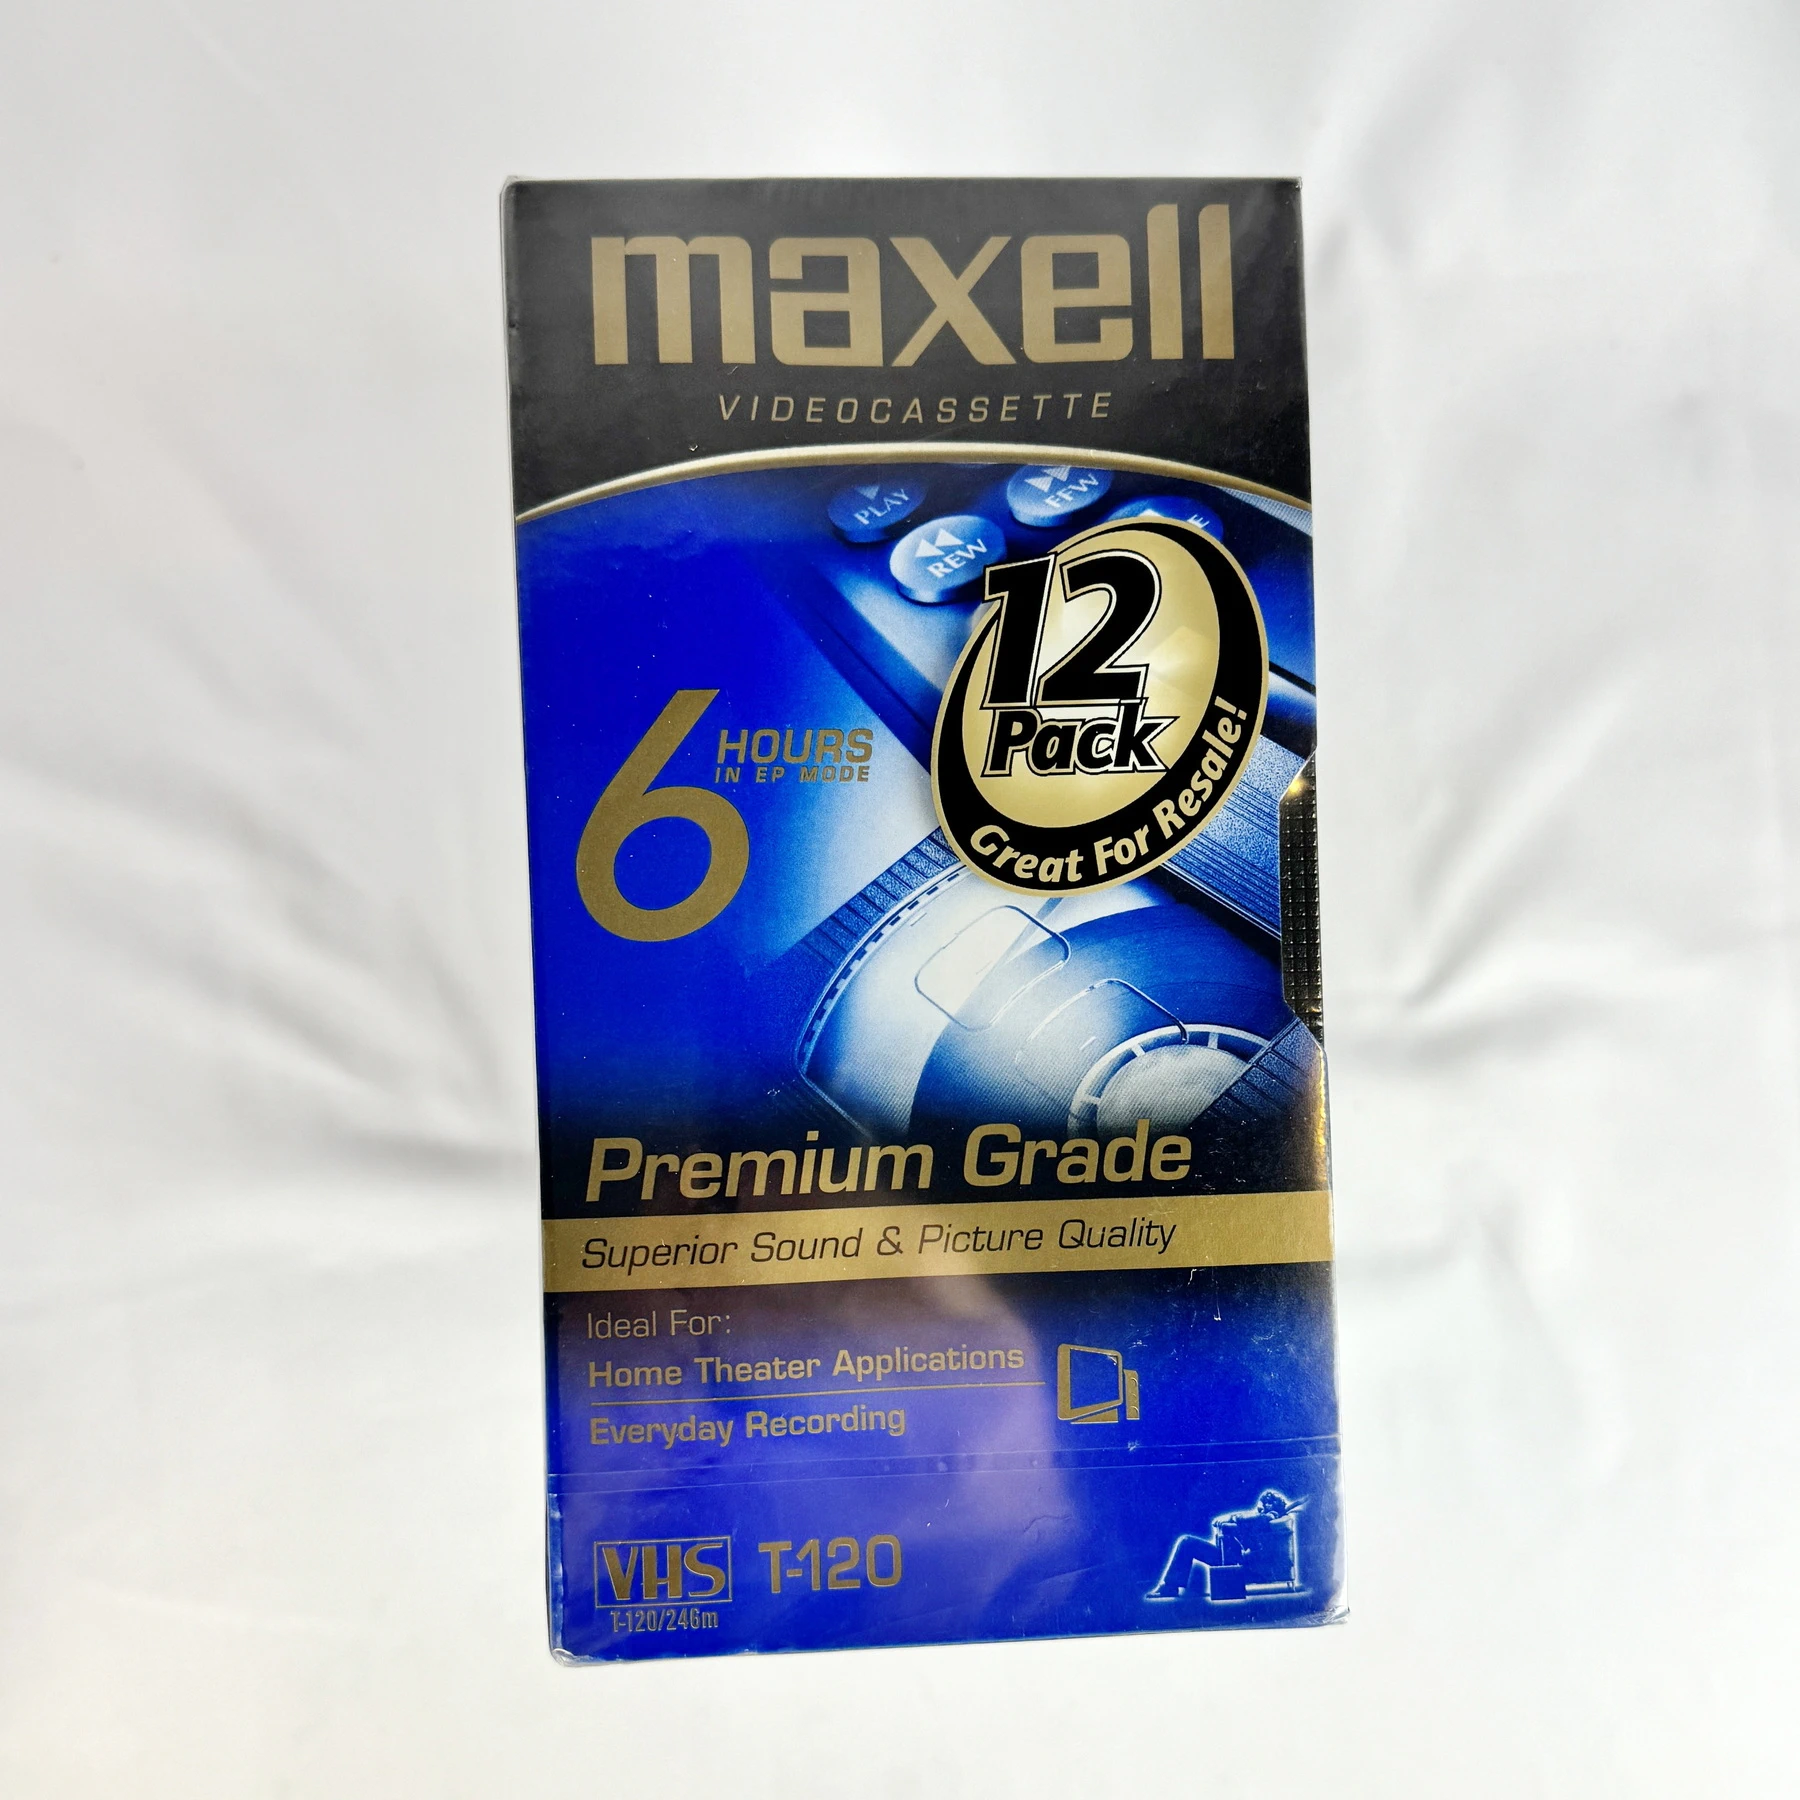 maxell
VIDEOCASSETTE
PLAY
FFW
REW
E
12
Pack
Great For Resale!
6 HOURS
IN EP MODE
Premium Grade
Superior Sound & Picture Quality
Ideal For:
Home Theater Applications
Everyday Recording
VHS T-120
T-120/246m